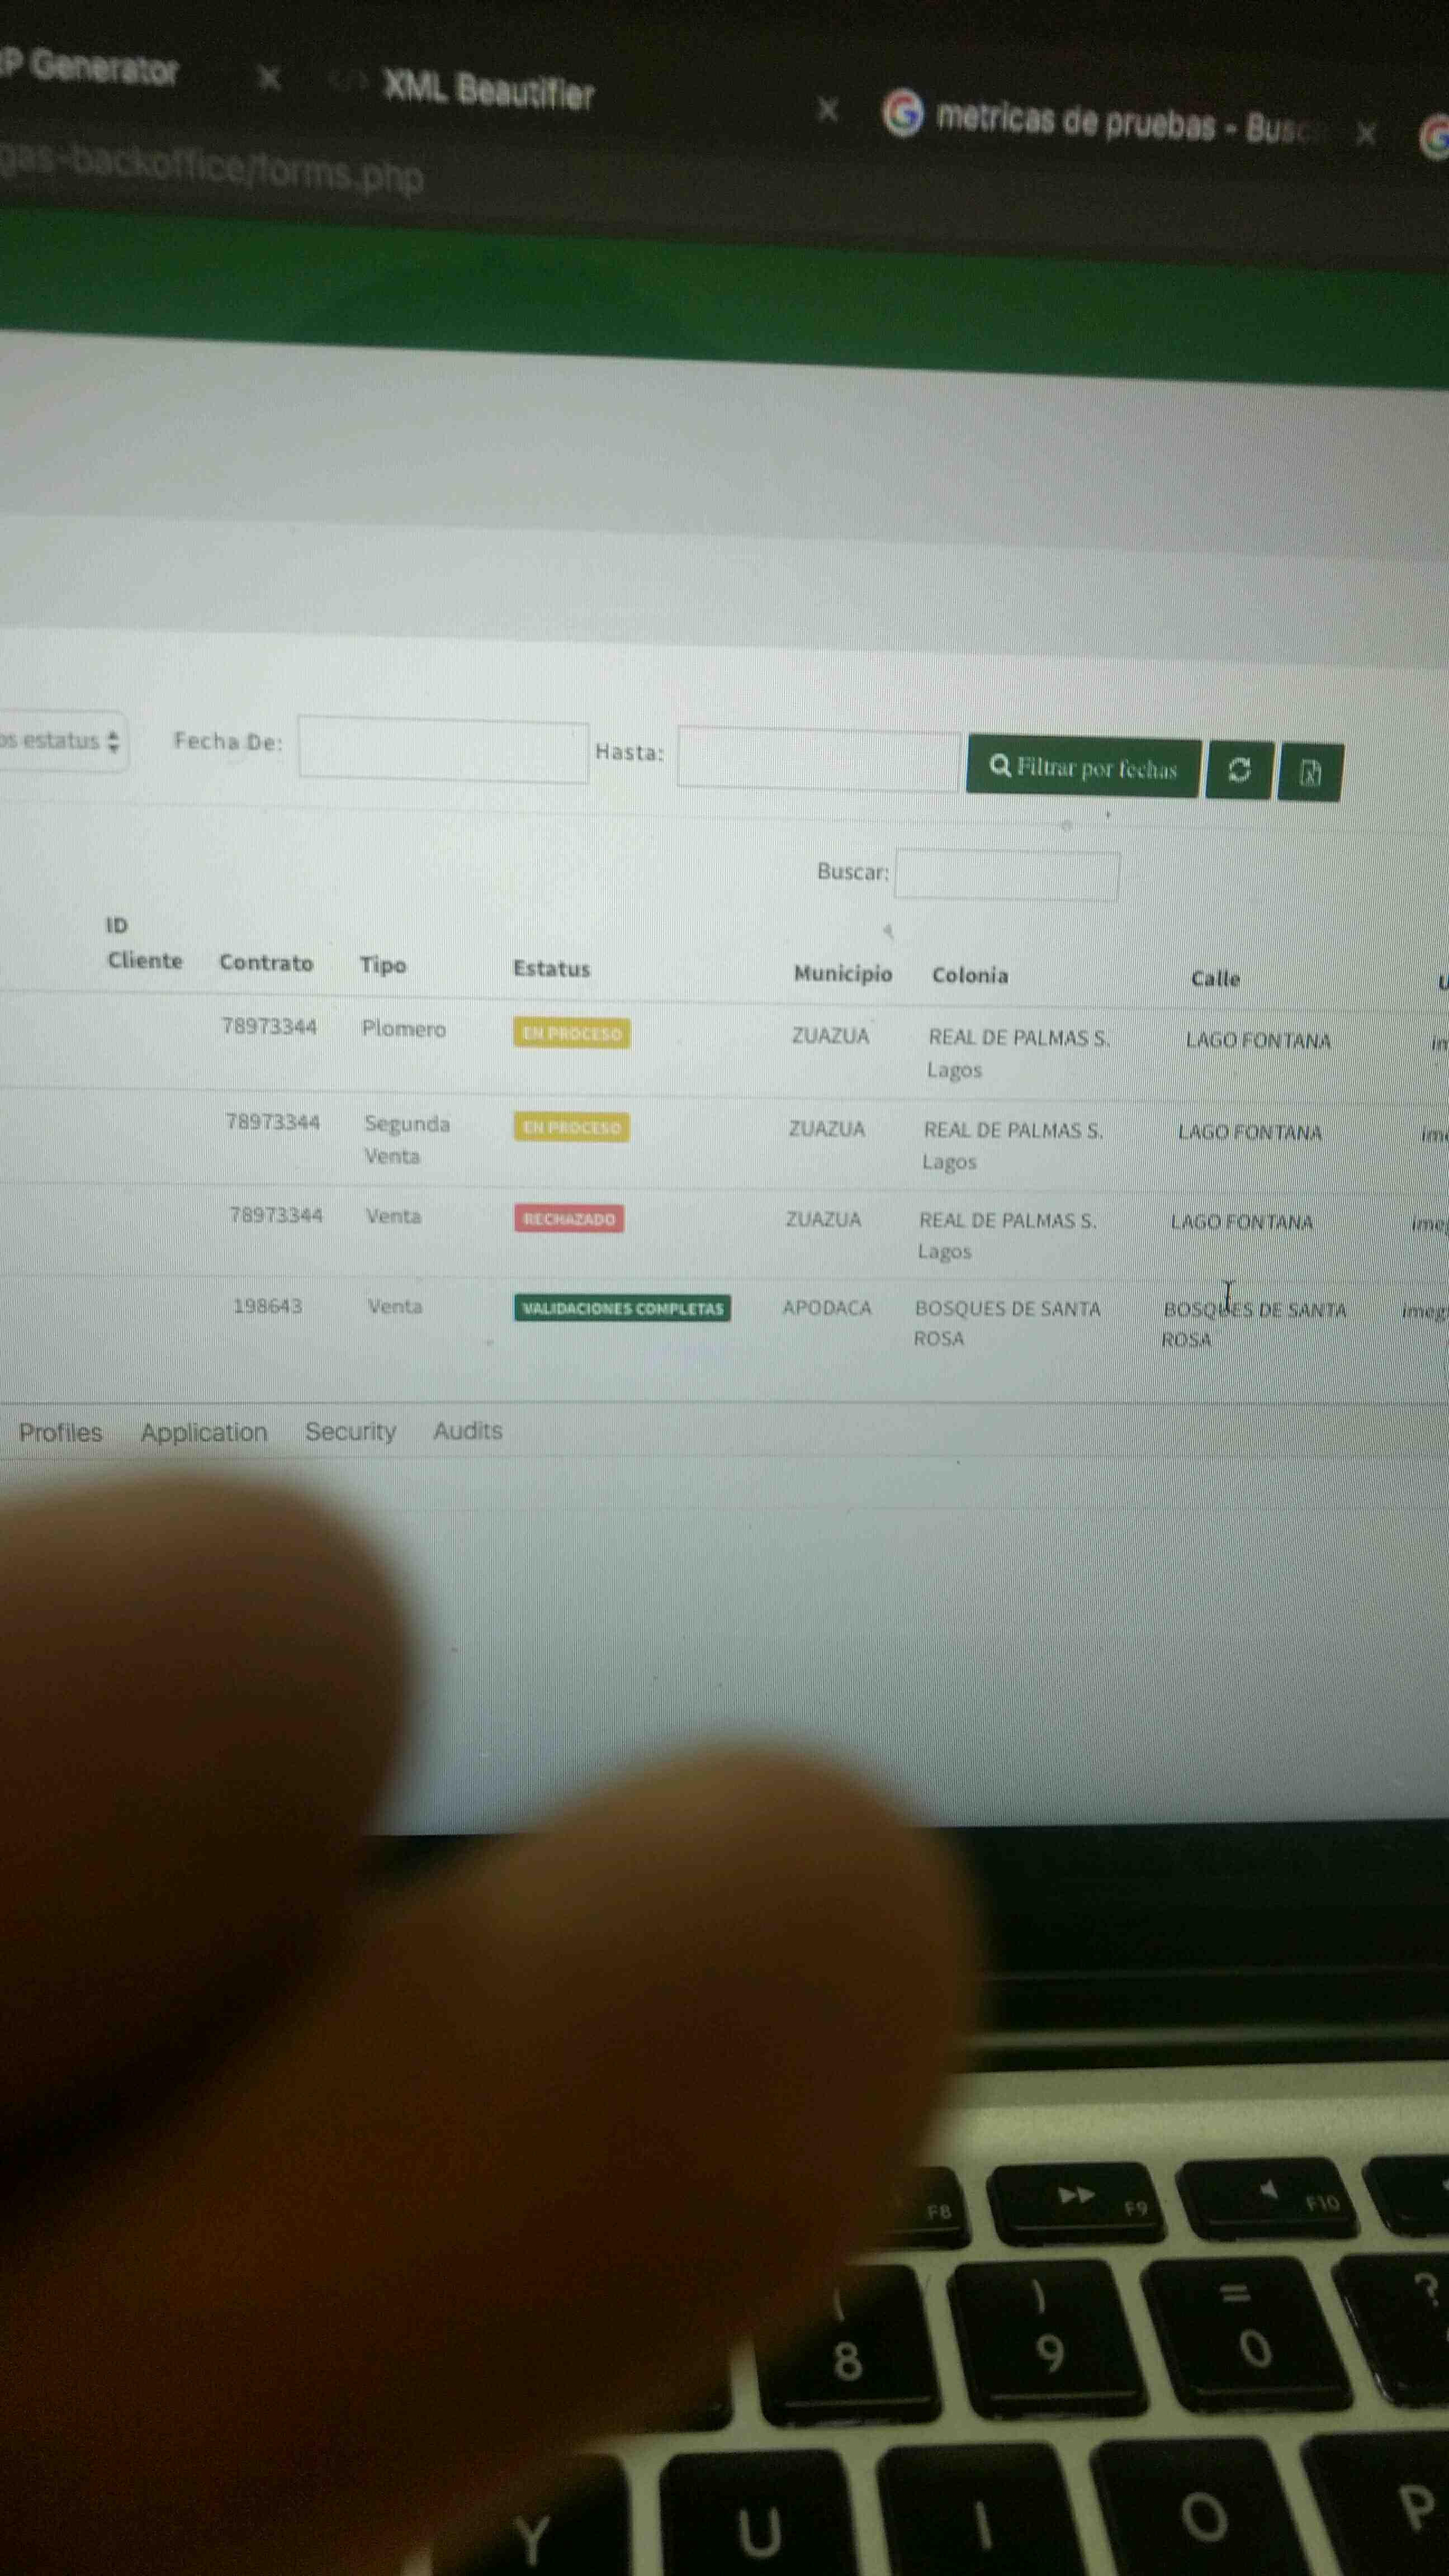 P Generator
XML Beautifier
metricas de pruebas - Busc
gas-backoffice/forms.php
os estatus
Fecha De:
Hasta:
Filtrar por fechas
Buscar:
ID
Cliente Contrato Tipo Estatus Municipio Colonia Calle
78973344 Plomero EN PROCESO ZUAZUA REAL DE PALMAS S. LAGO FONTANA
Lagos
78973344 Segunda EN PROCESO ZUAZUA REAL DE PALMAS S. LAGO FONTANA
Venta Lagos
78973344 Venta RECHAZADO ZUAZUA REAL DE PALMAS S. LAGO FONTANA
Lagos
198643 Venta VALIDACIONES COMPLETAS APODACA BOSQUES DE SANTA BOSQUES DE SANTA imeg
ROSA ROSA
Profiles Application Security Audits
F8 F9 F10
) = ?
8 9 0
Y U I O P